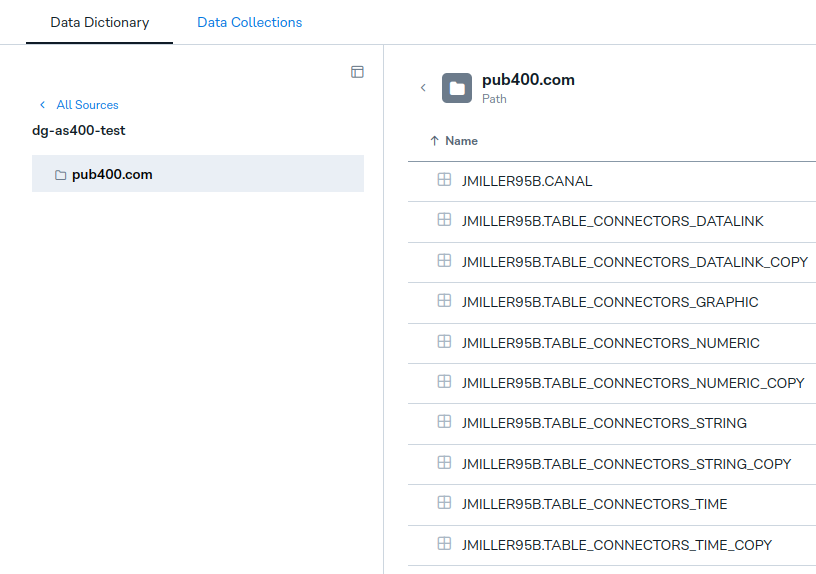 Data Dictionary
Data Collections
All Sources
dg-as400-test
pub400.com
pub400.com
Path
Name
JMILLER95B.CANAL
JMILLER95B.TABLE_CONNECTORS_DATALINK
JMILLER95B.TABLE_CONNECTORS_DATALINK_COPY
JMILLER95B.TABLE_CONNECTORS_GRAPHIC
JMILLER95B.TABLE_CONNECTORS_NUMERIC
JMILLER95B.TABLE_CONNECTORS_NUMERIC_COPY
JMILLER95B.TABLE_CONNECTORS_STRING
JMILLER95B.TABLE_CONNECTORS_STRING_COPY
JMILLER95B.TABLE_CONNECTORS_TIME
JMILLER95B.TABLE_CONNECTORS_TIME_COPY